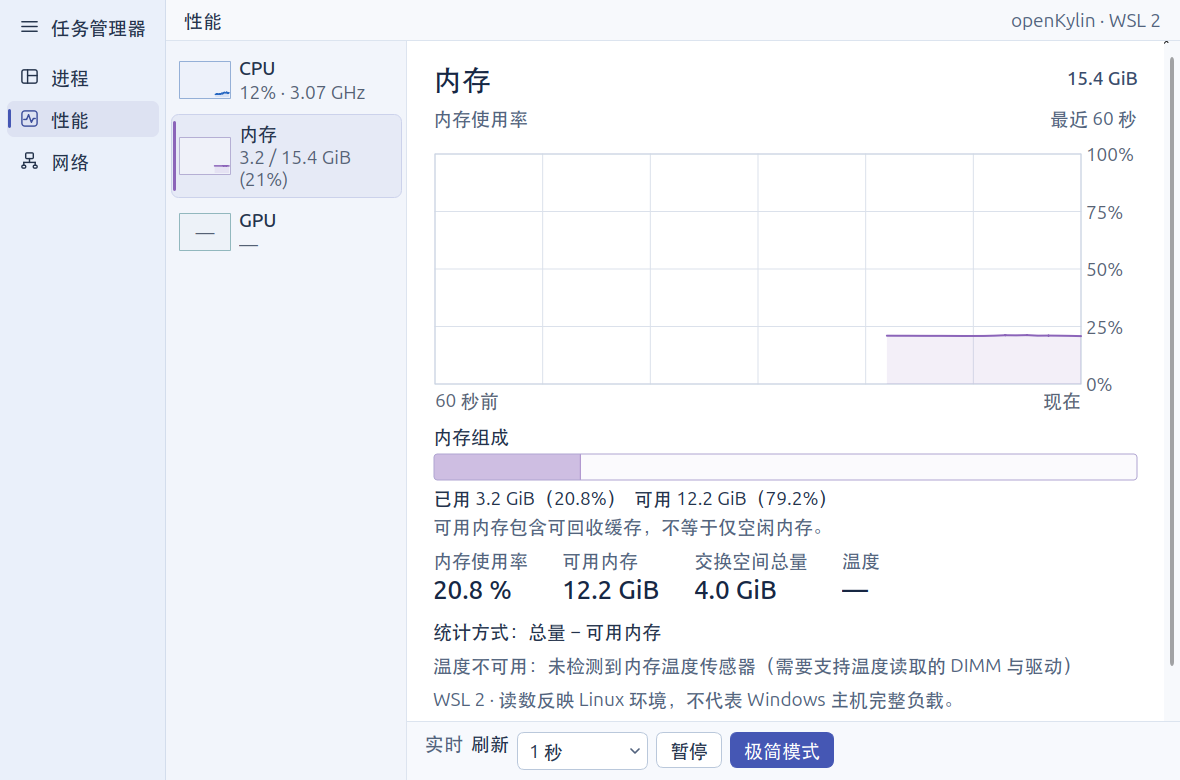 任务管理器
进程
性能
网络
性能
openKylin · WSL 2
CPU
12% · 3.07 GHz
内存
3.2 / 15.4 GiB
(21%)
GPU
—
—
内存
15.4 GiB
内存使用率
最近 60 秒
100%
75%
50%
25%
0%
60 秒前
现在
内存组成
已用 3.2 GiB（20.8%） 可用 12.2 GiB（79.2%）
可用内存包含可回收缓存，不等于仅空闲内存。
内存使用率 可用内存 交换空间总量 温度
20.8 % 12.2 GiB 4.0 GiB —
统计方式：总量 − 可用内存
温度不可用：未检测到内存温度传感器（需要支持温度读取的 DIMM 与驱动）
WSL 2 · 读数反映 Linux 环境，不代表 Windows 主机完整负载。
实时 刷新 1 秒 暂停 极简模式